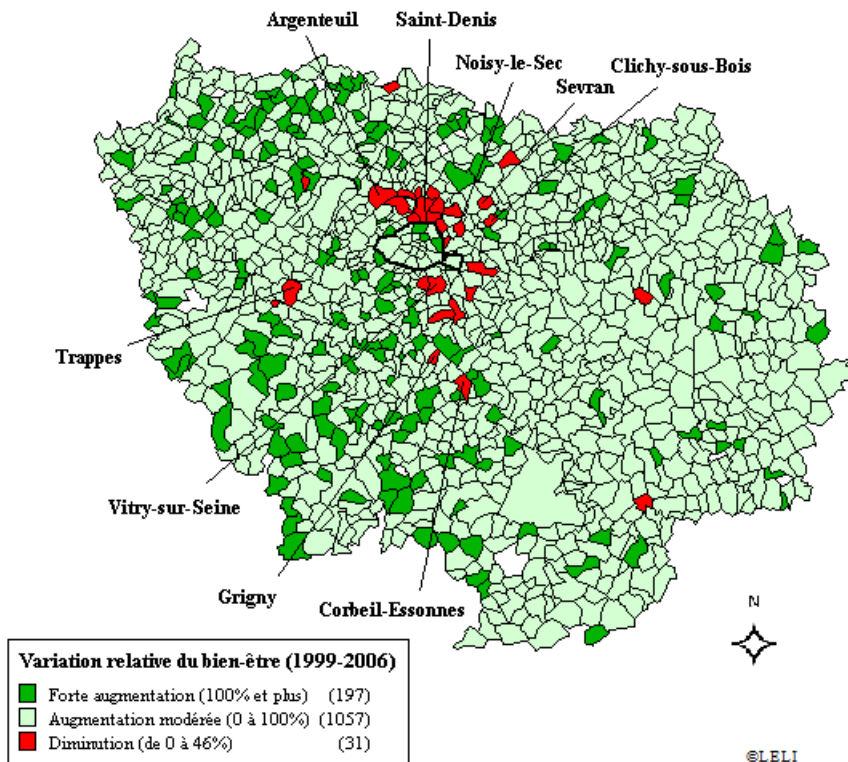 Argenteuil
Saint-Denis
Noisy-le-Sec
Clichy-sous-Bois
Sevran
Trappes
Vitry-sur-Seine
Grigny
Corbeil-Essonnes
N
Variation relative du bien-être (1999-2006)
Forte augmentation (100% et plus) (197)
Augmentation modérée (0 à 100%) (1057)
Diminution (de 0 à 46%) (31)
©LELI